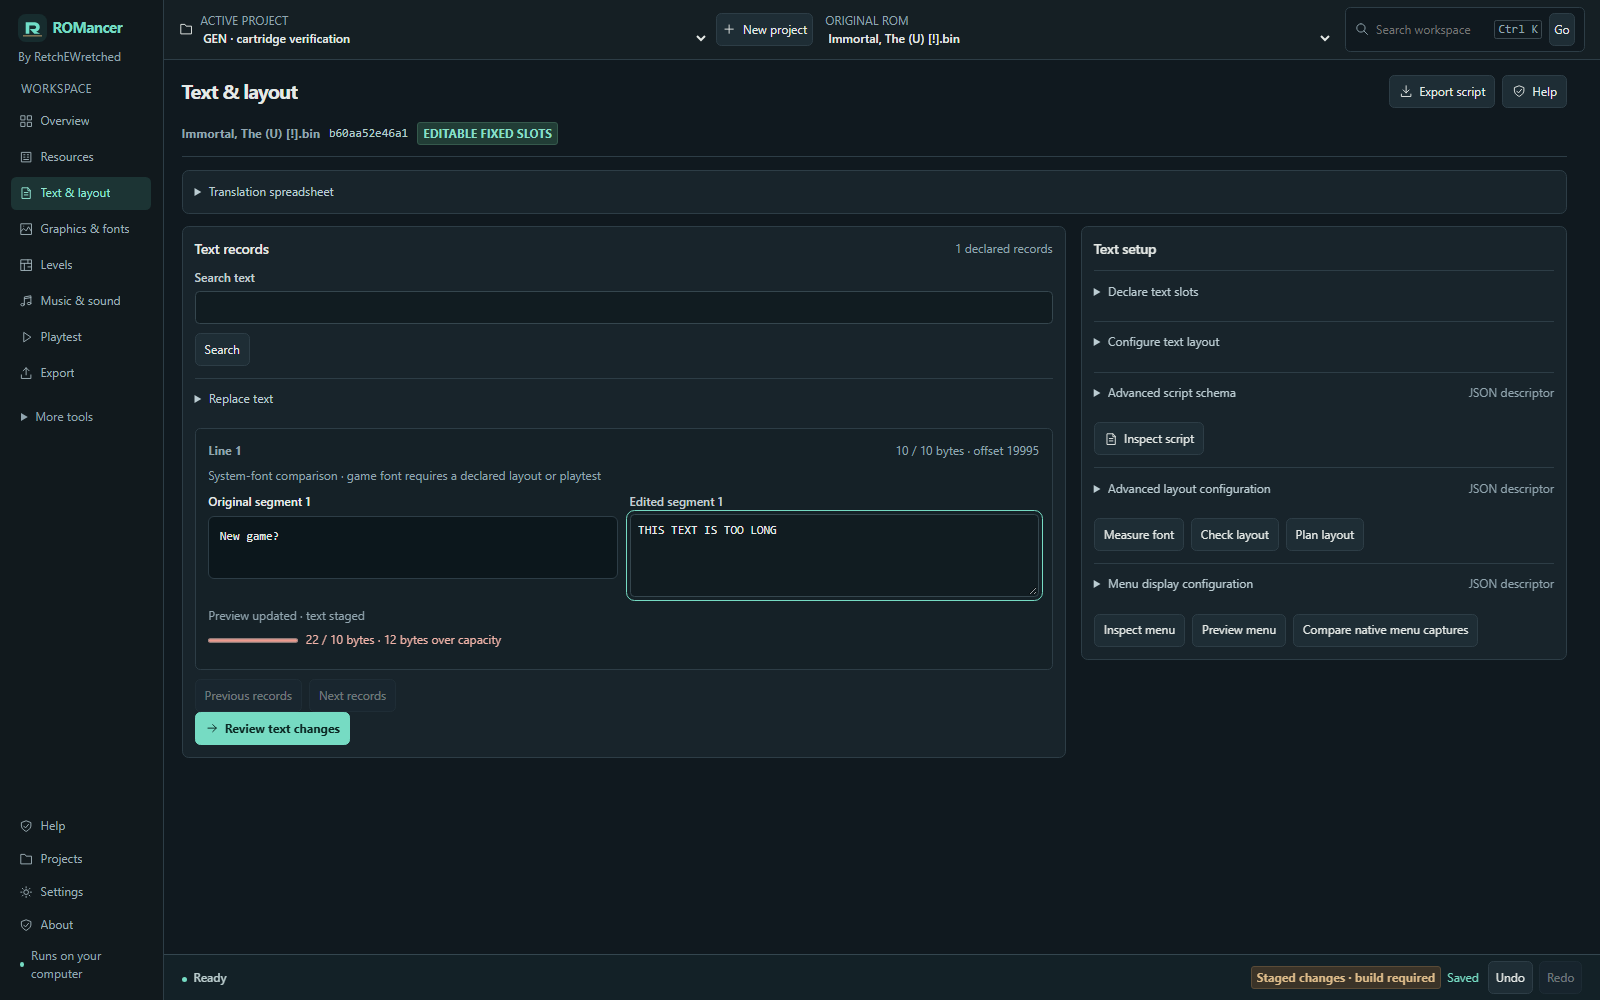 ROMancer
By RetchEWretched
WORKSPACE
Overview
Resources
Text & layout
Graphics & fonts
Levels
Music & sound
Playtest
Export
More tools
Help
Projects
Settings
About
Runs on your
computer
ACTIVE PROJECT
GEN · cartridge verification
New project
ORIGINAL ROM
Immortal, The (U) [!].bin
Search workspace
Ctrl K
Go
Text & layout
Export script
Help
Immortal, The (U) [!].bin b60aa52e46a1 EDITABLE FIXED SLOTS
Translation spreadsheet
Text records
1 declared records
Search text
Search
Replace text
Line 1
10 / 10 bytes · offset 19995
System-font comparison · game font requires a declared layout or playtest
Original segment 1
New game?
Edited segment 1
THIS TEXT IS TOO LONG
Preview updated · text staged
22 / 10 bytes · 12 bytes over capacity
Previous records
Next records
Review text changes
Text setup
Declare text slots
Configure text layout
Advanced script schema
JSON descriptor
Inspect script
Advanced layout configuration
JSON descriptor
Measure font
Check layout
Plan layout
Menu display configuration
JSON descriptor
Inspect menu
Preview menu
Compare native menu captures
Ready
Staged changes · build required
Saved
Undo
Redo